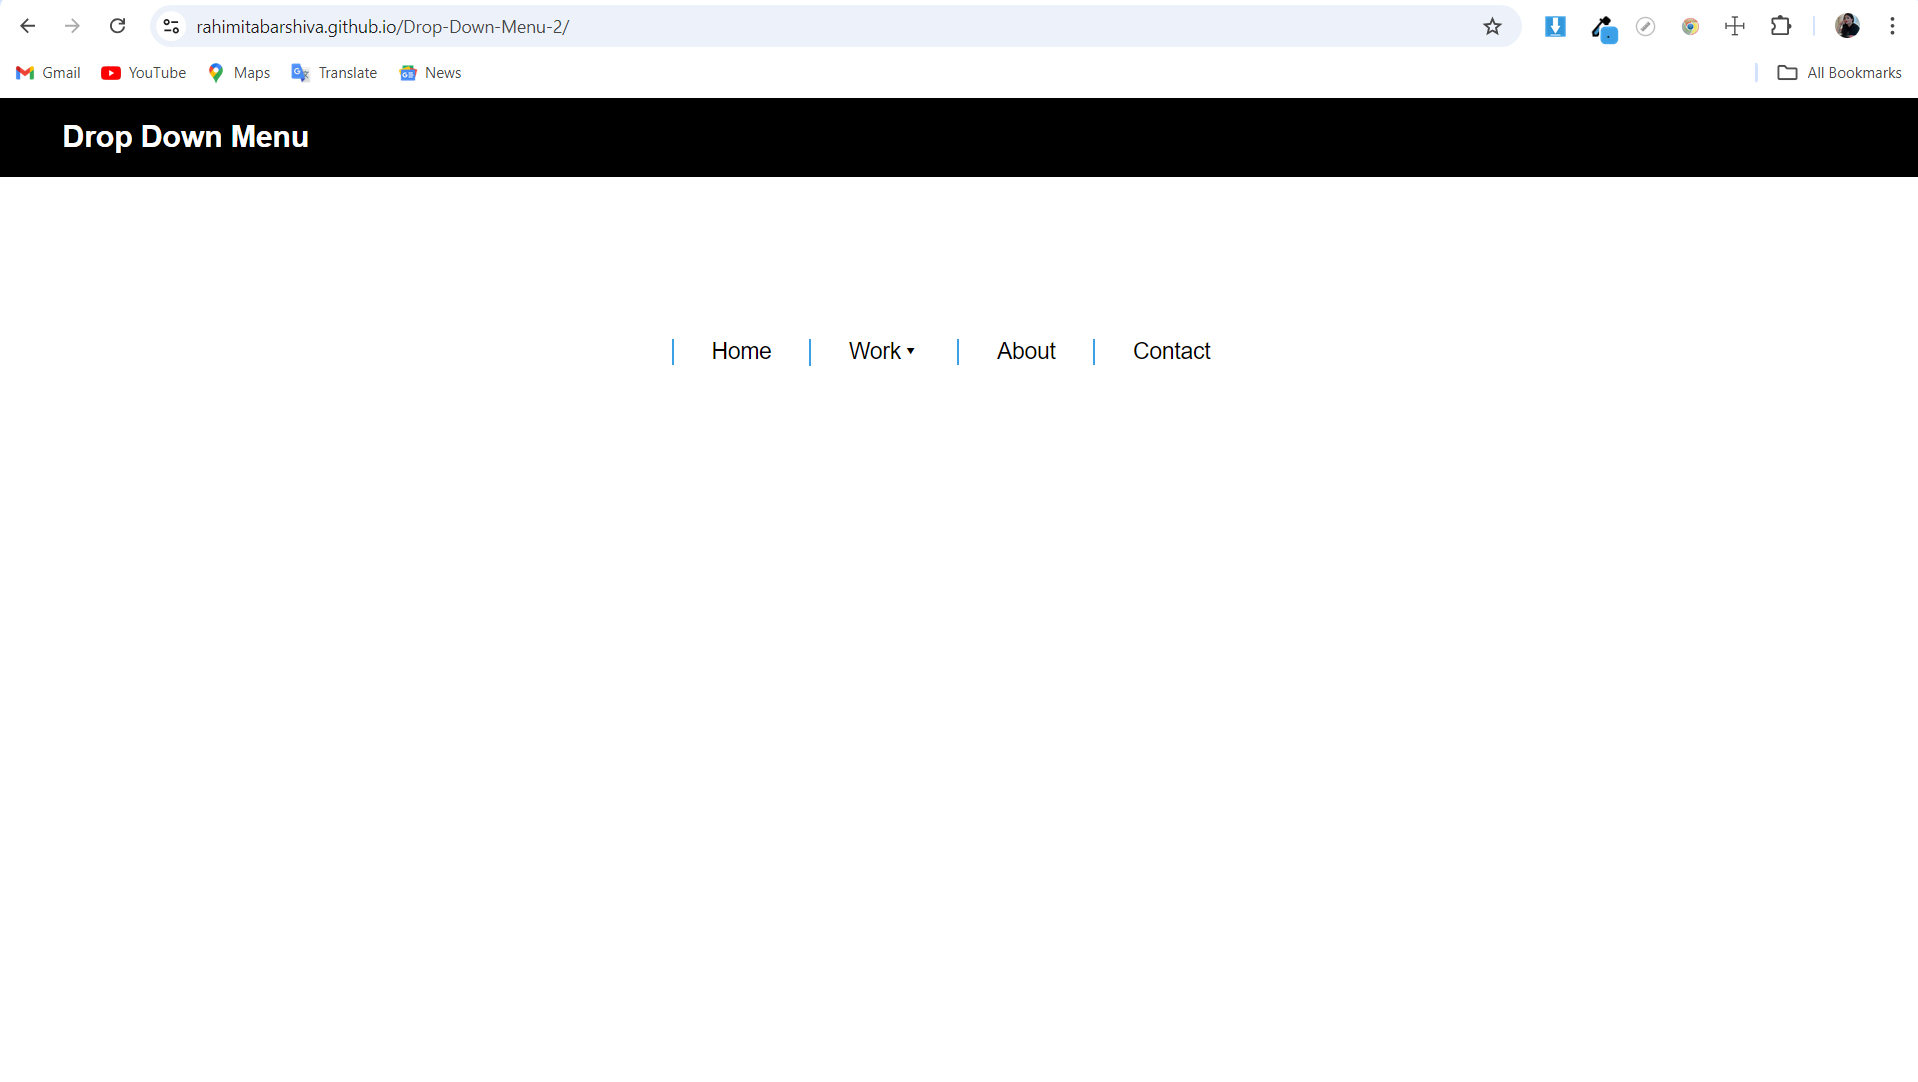 rahimitabarshiva.github.io/Drop-Down-Menu-2/
Gmail YouTube Maps Translate News All Bookmarks
Drop Down Menu
Home Work ▾ About Contact